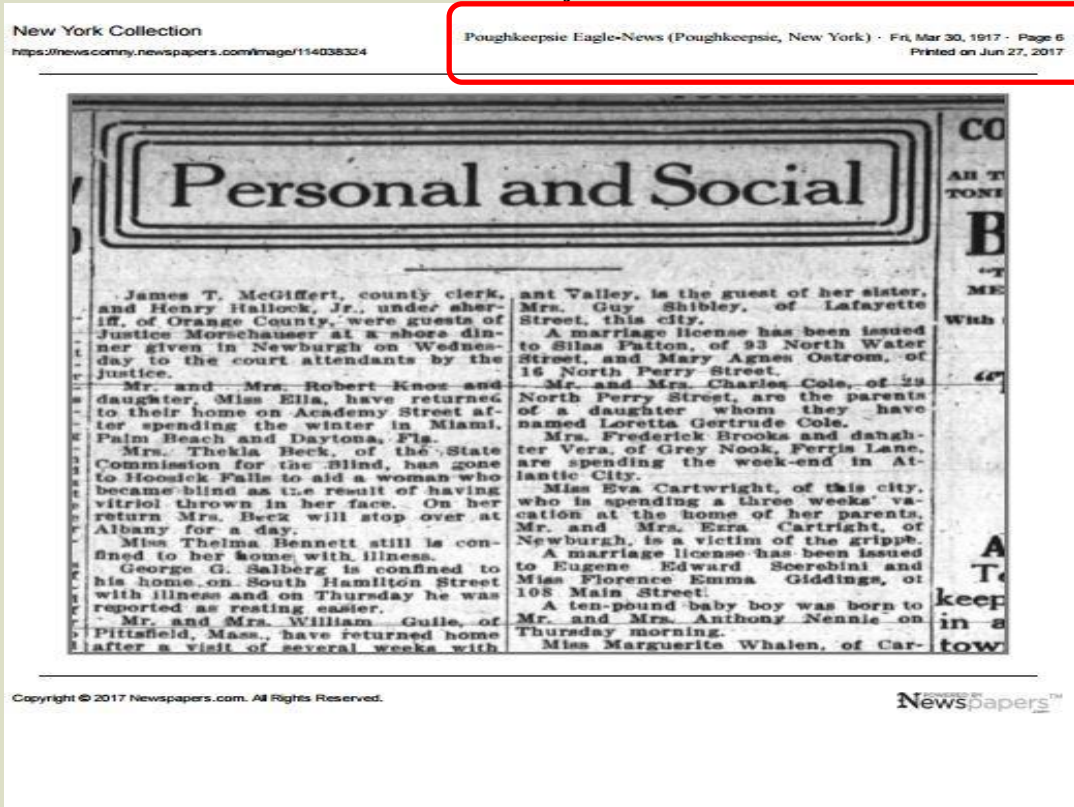 New York Collection
https://newscomny.newspapers.com/image/114038324
Poughkeepsie Eagle-News (Poughkeepsie, New York) · Fri, Mar 30, 1917 · Page 6
Printed on Jun 27, 2017
Personal and Social
James T. McGiffert, county clerk,
and Henry Hallock, Jr., under sher-
iff, of Orange County, were guests of
Justice Morschauser at a shore din-
ner given in Newburgh on Wednes-
day to the court attendants by the
justice.
Mr. and Mrs. Robert Knox and
daughter, Miss Ella, have returned
to their home on Academy Street af-
ter spending the winter in Miami,
Palm Beach and Daytona, Fla.
Mrs. Thekla Beck, of the State
Commission for the Blind, has gone
to Hoosick Falls to aid a woman who
became blind as the result of having
vitriol thrown in her face. On her
return Mrs. Beck will stop over at
Albany for a day.
Miss Thelma Bennett still is con-
fined to her home with illness.
George G. Salberg is confined to
his home on South Hamilton Street
with illness and on Thursday he was
reported as resting easier.
Mr. and Mrs. William Guile, of
Pittsfield, Mass., have returned home
after a visit of several weeks with
ant Valley, is the guest of her sister,
Mrs. Guy Shibley, of Lafayette
Street, this city.
A marriage license has been issued
to Silas Patton, of 93 North Water
Street, and Mary Agnes Ostrom, of
16 North Perry Street.
Mr. and Mrs. Charles Cole, of 29
North Perry Street, are the parents
of a daughter whom they have
named Loretta Gertrude Cole.
Mrs. Frederick Brooks and daugh-
ter Vera, of Grey Nook, Ferris Lane,
are spending the week-end in At-
lantic City.
Miss Eva Cartwright, of this city,
who is spending a three weeks' va-
cation at the home of her parents,
Mr. and Mrs. Ezra Cartright, of
Newburgh, is a victim of the grippe.
A marriage license has been issued
to Eugene Edward Scerebini and
Miss Florence Emma Giddings, of
108 Main Street.
A ten-pound baby boy was born to
Mr. and Mrs. Anthony Nennie on
Thursday morning.
Miss Marguerite Whalen, of Car-
CO
All T
TONI
B
"T
ME
With
"T
A
T
keep
in a
tow
Copyright © 2017 Newspapers.com. All Rights Reserved.
POWERED BY
Newspapers™
.com